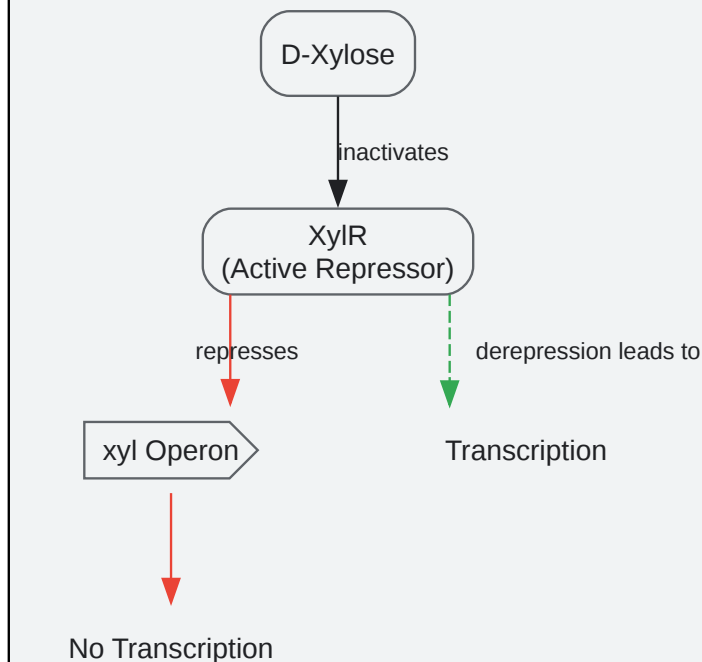 D-Xylose
inactivates
XylR
(Active Repressor)
represses
derepression leads to
xyl Operon
Transcription
No Transcription